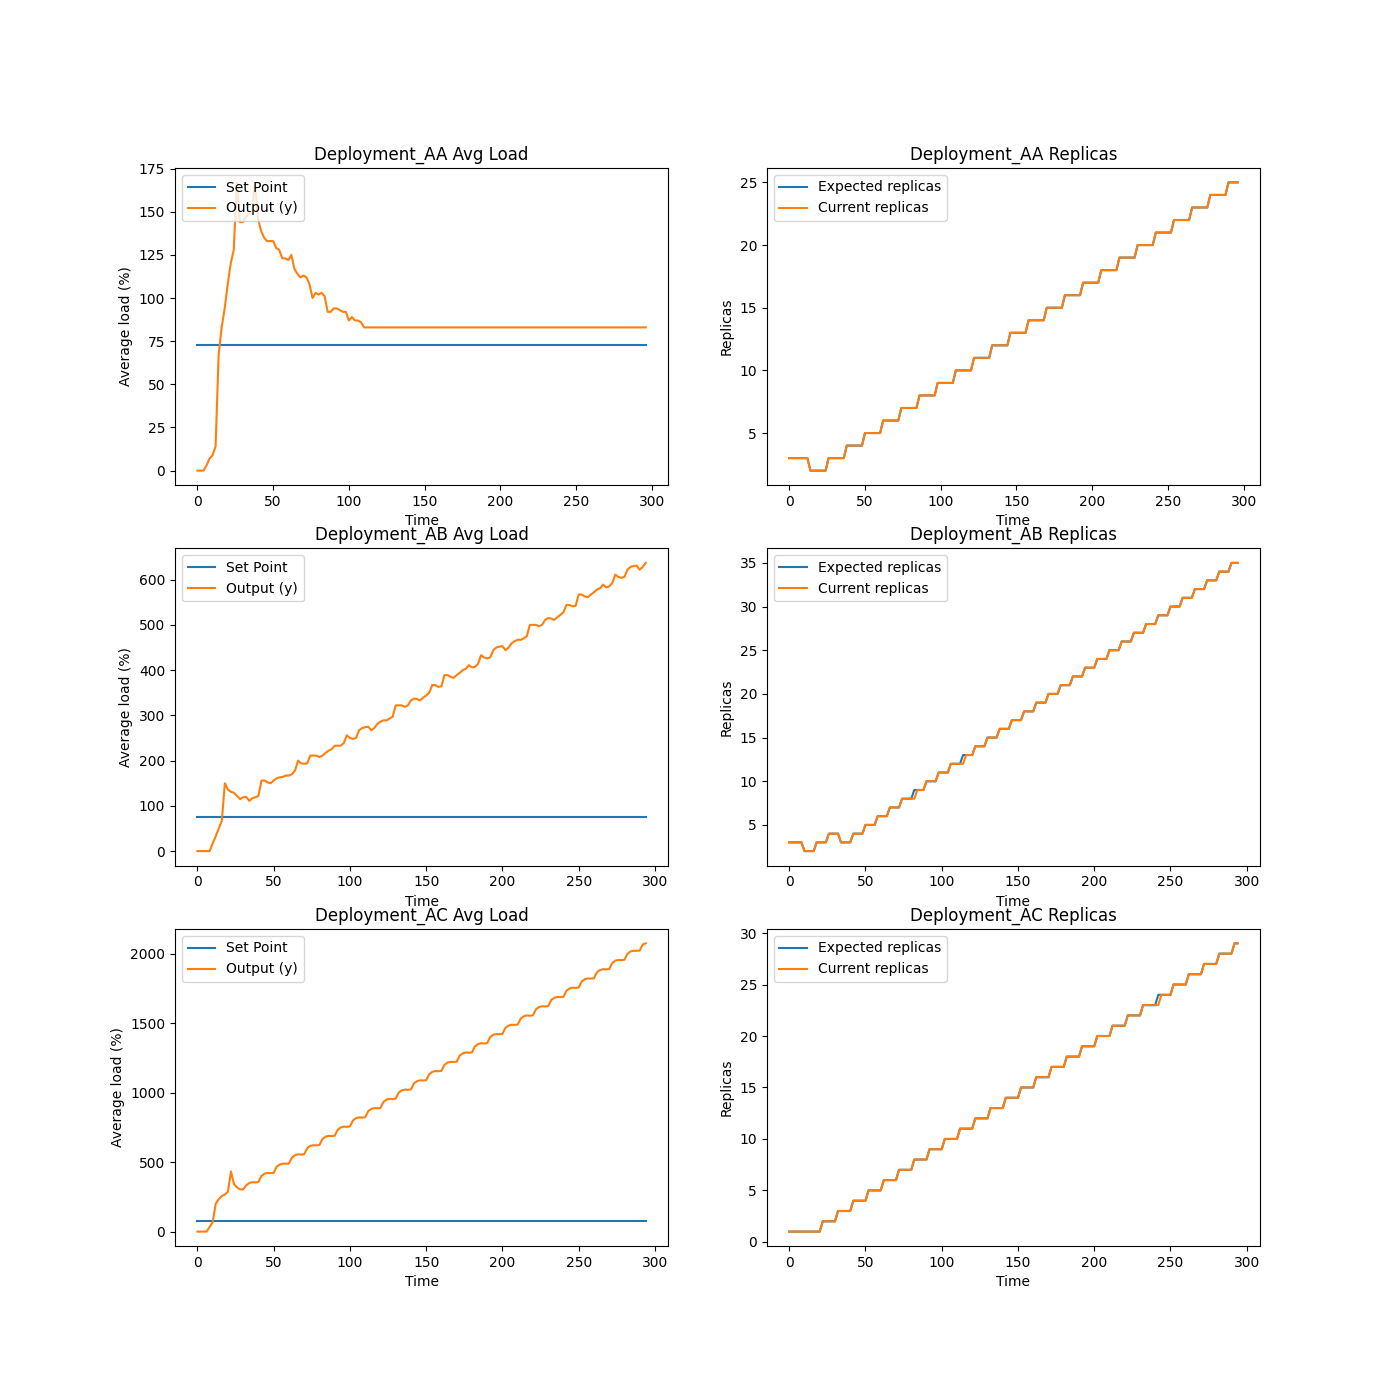 Deployment_AA Avg Load
Set Point
Output (y)
Average load (%)
175
150
125
100
75
50
25
0
0 50 100 150 200 250 300
Time
Deployment_AA Replicas
Expected replicas
Current replicas
Replicas
25
20
15
10
5
0 50 100 150 200 250 300
Time
Deployment_AB Avg Load
Set Point
Output (y)
Average load (%)
600
500
400
300
200
100
0
0 50 100 150 200 250 300
Time
Deployment_AB Replicas
Expected replicas
Current replicas
Replicas
35
30
25
20
15
10
5
0 50 100 150 200 250 300
Time
Deployment_AC Avg Load
Set Point
Output (y)
Average load (%)
2000
1500
1000
500
0
0 50 100 150 200 250 300
Time
Deployment_AC Replicas
Expected replicas
Current replicas
Replicas
30
25
20
15
10
5
0
0 50 100 150 200 250 300
Time